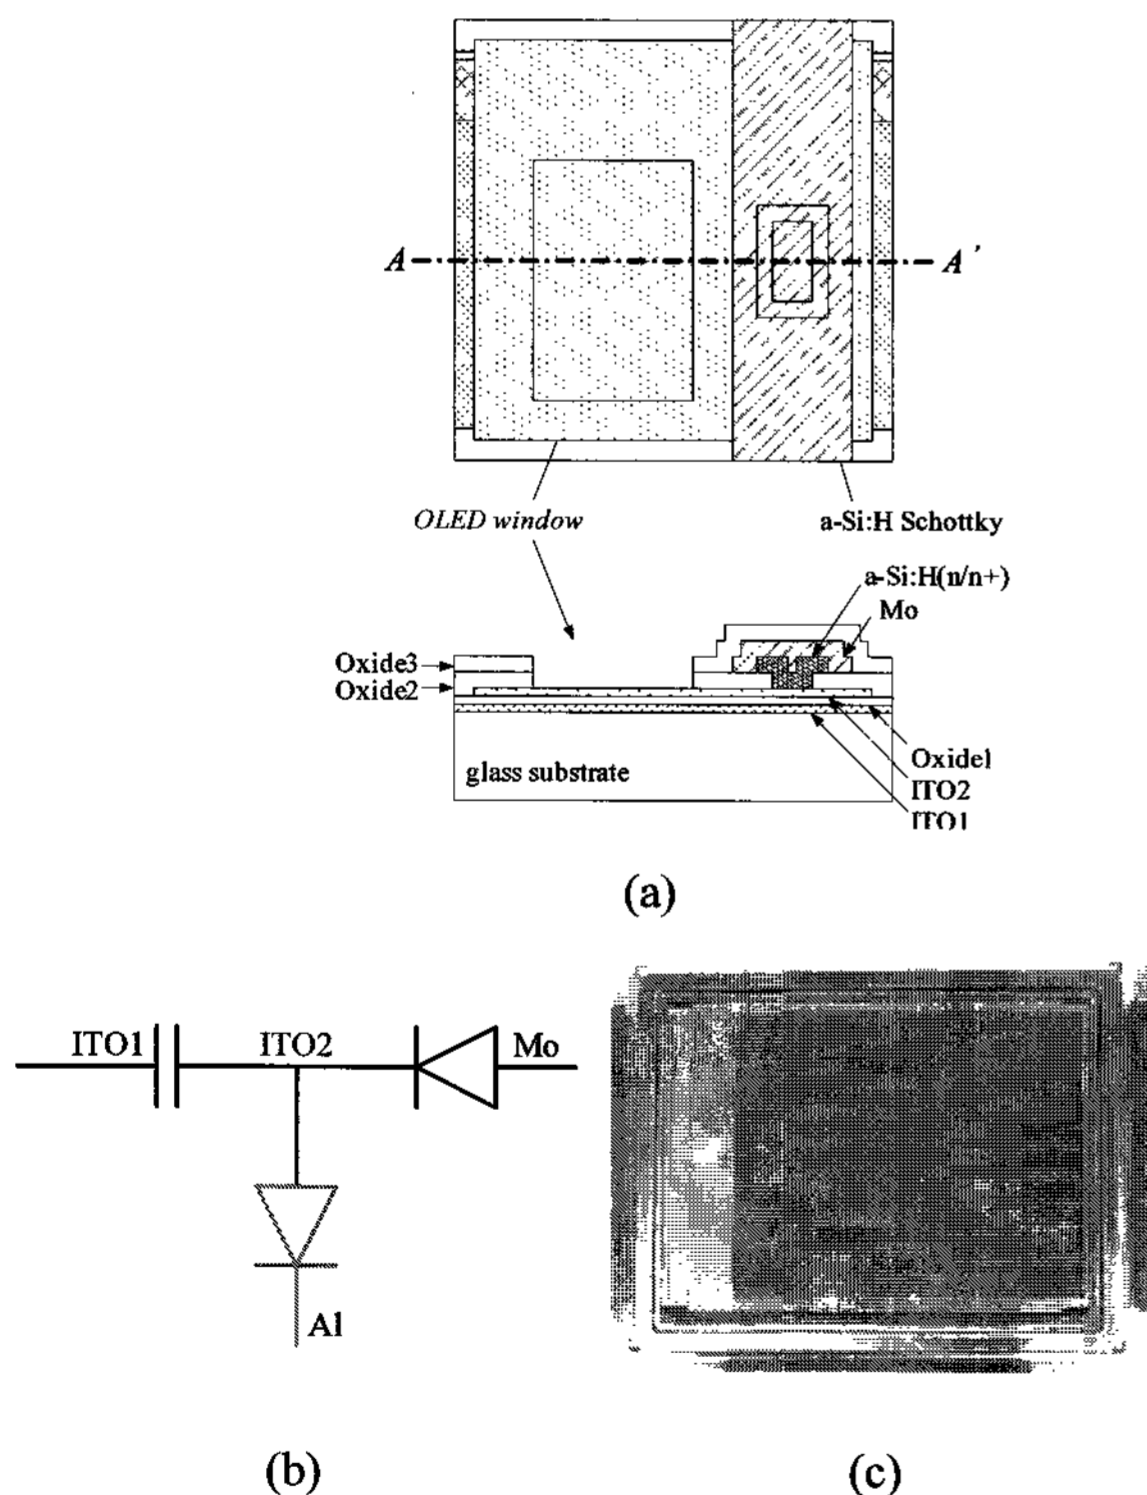 A
A'
OLED window
a-Si:H Schottky
a-Si:H(n/n+)
Mo
Oxide3
Oxide2
Oxide1
glass substrate
ITO2
ITO1
(a)
ITO1
ITO2
Mo
Al
(b)
(c)